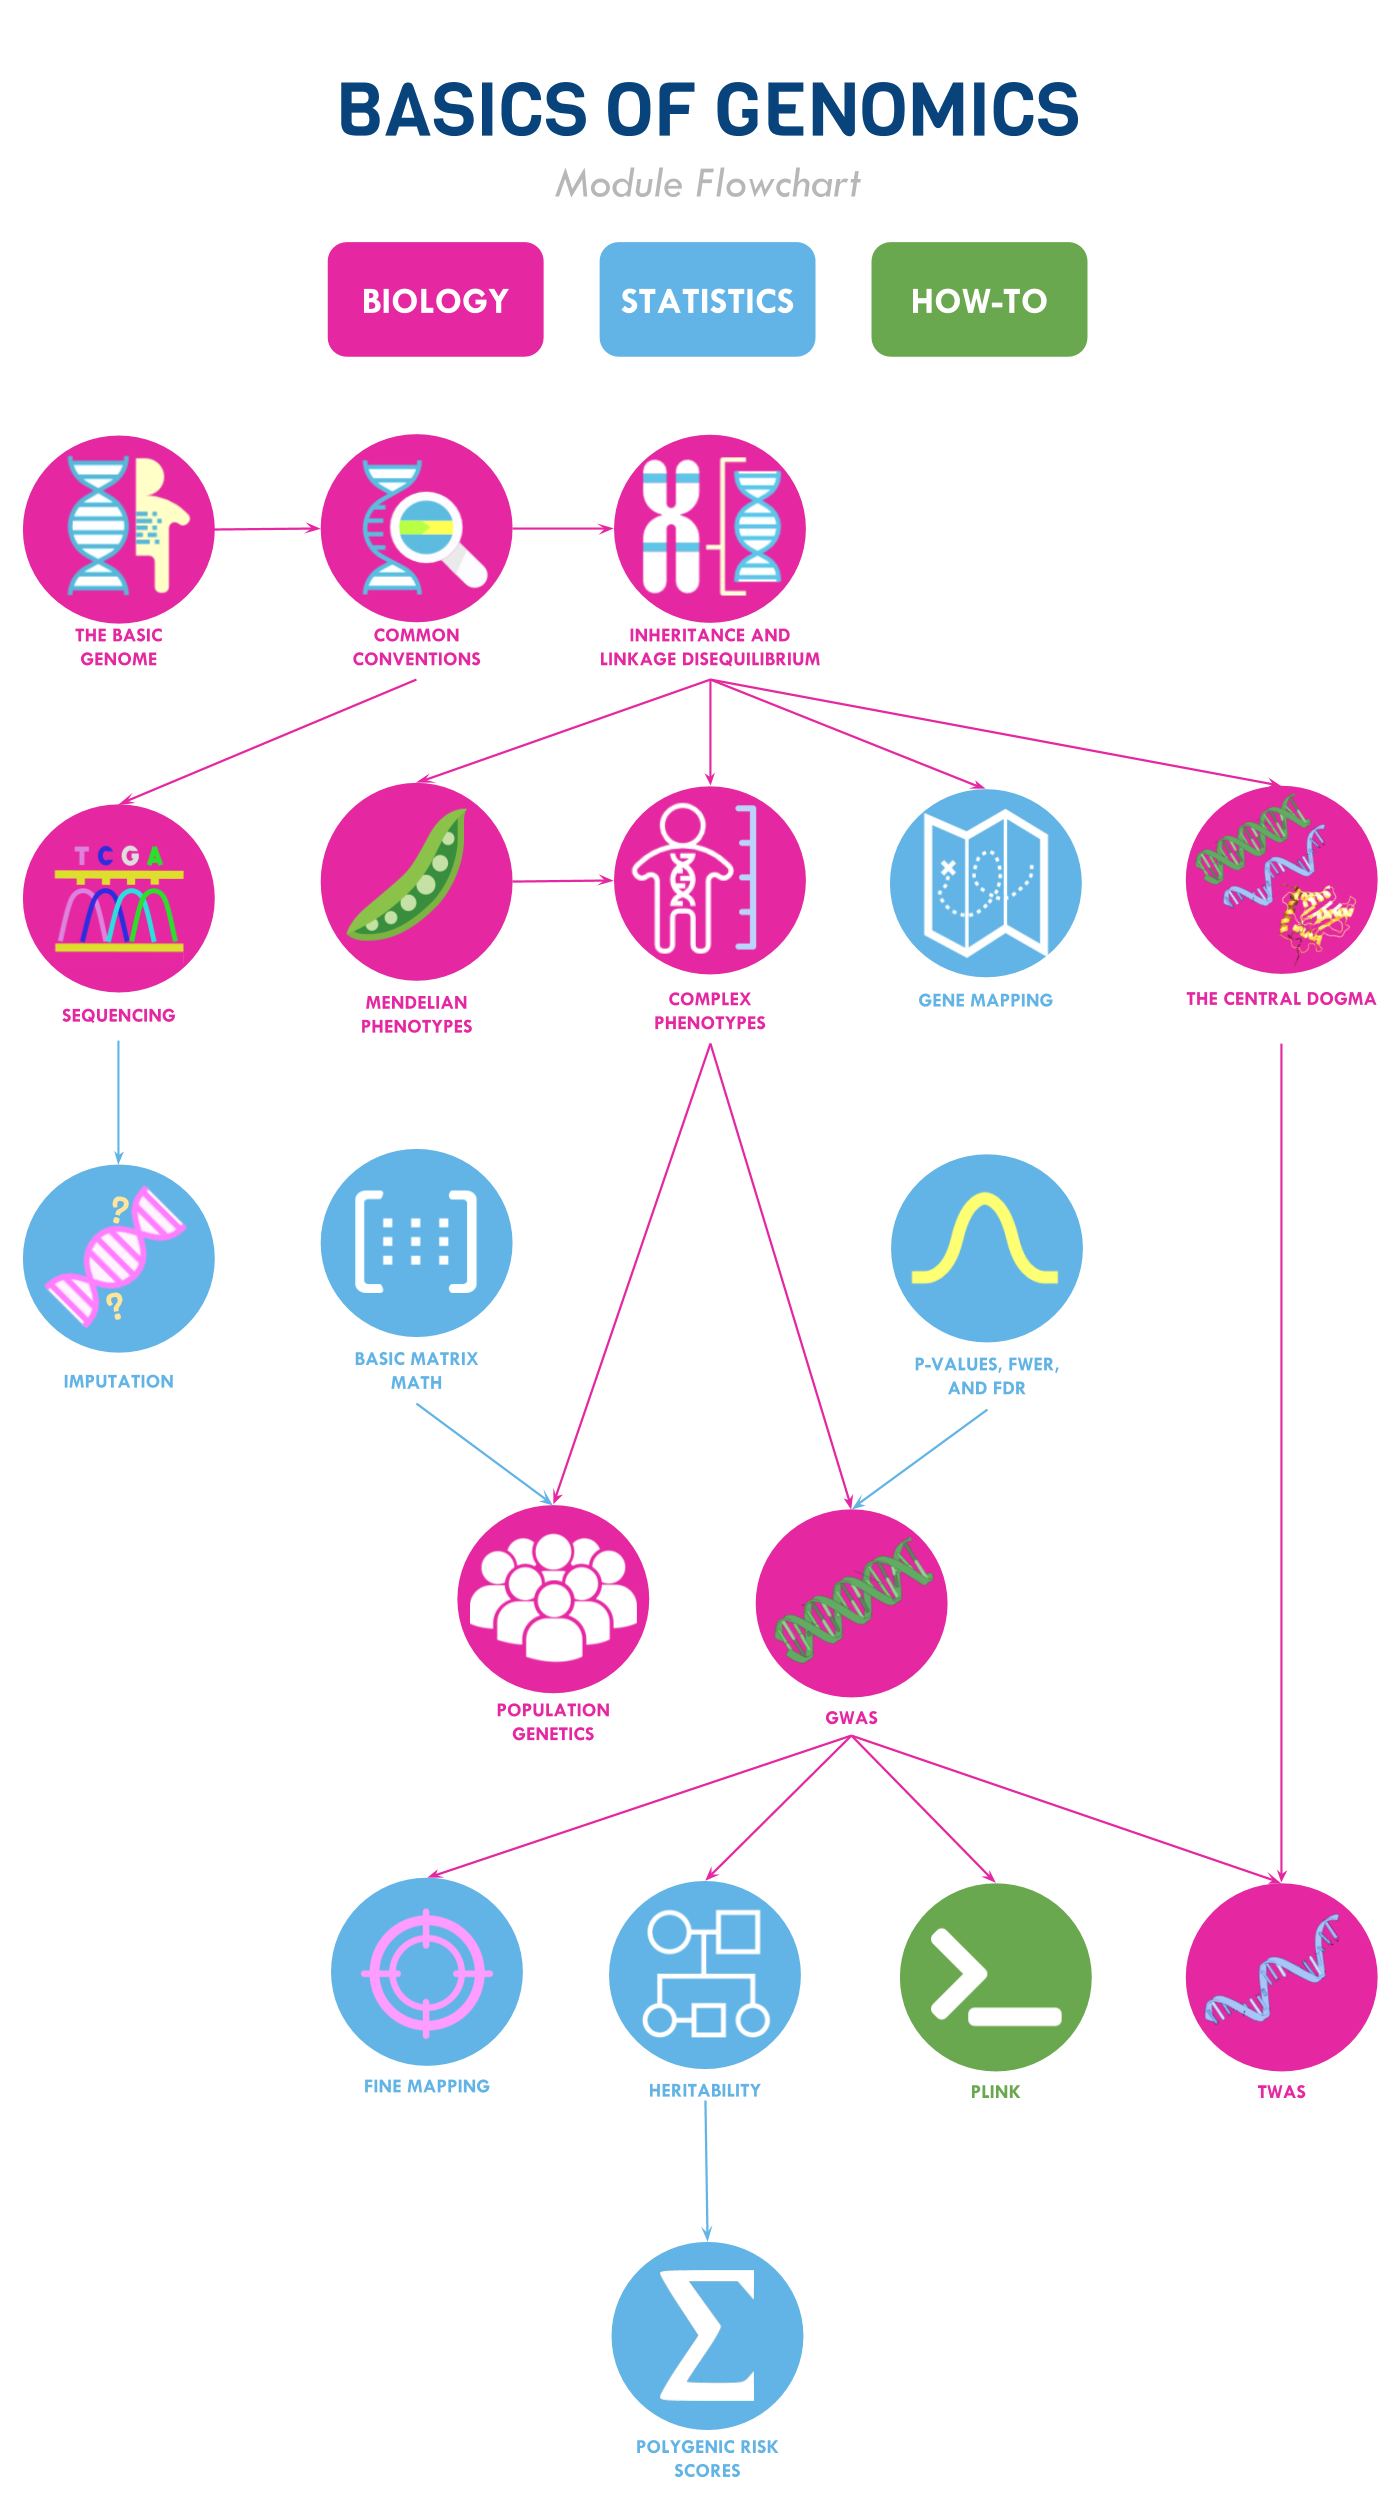 BASICS OF GENOMICS
Module Flowchart
BIOLOGY
STATISTICS
HOW-TO
THE BASIC
GENOME
COMMON
CONVENTIONS
INHERITANCE AND
LINKAGE DISEQUILIBRIUM
T C G A
SEQUENCING
MENDELIAN
PHENOTYPES
COMPLEX
PHENOTYPES
GENE MAPPING
THE CENTRAL DOGMA
?
?
IMPUTATION
BASIC MATRIX
MATH
P-VALUES, FWER,
AND FDR
POPULATION
GENETICS
GWAS
FINE MAPPING
HERITABILITY
PLINK
TWAS
Σ
POLYGENIC RISK
SCORES